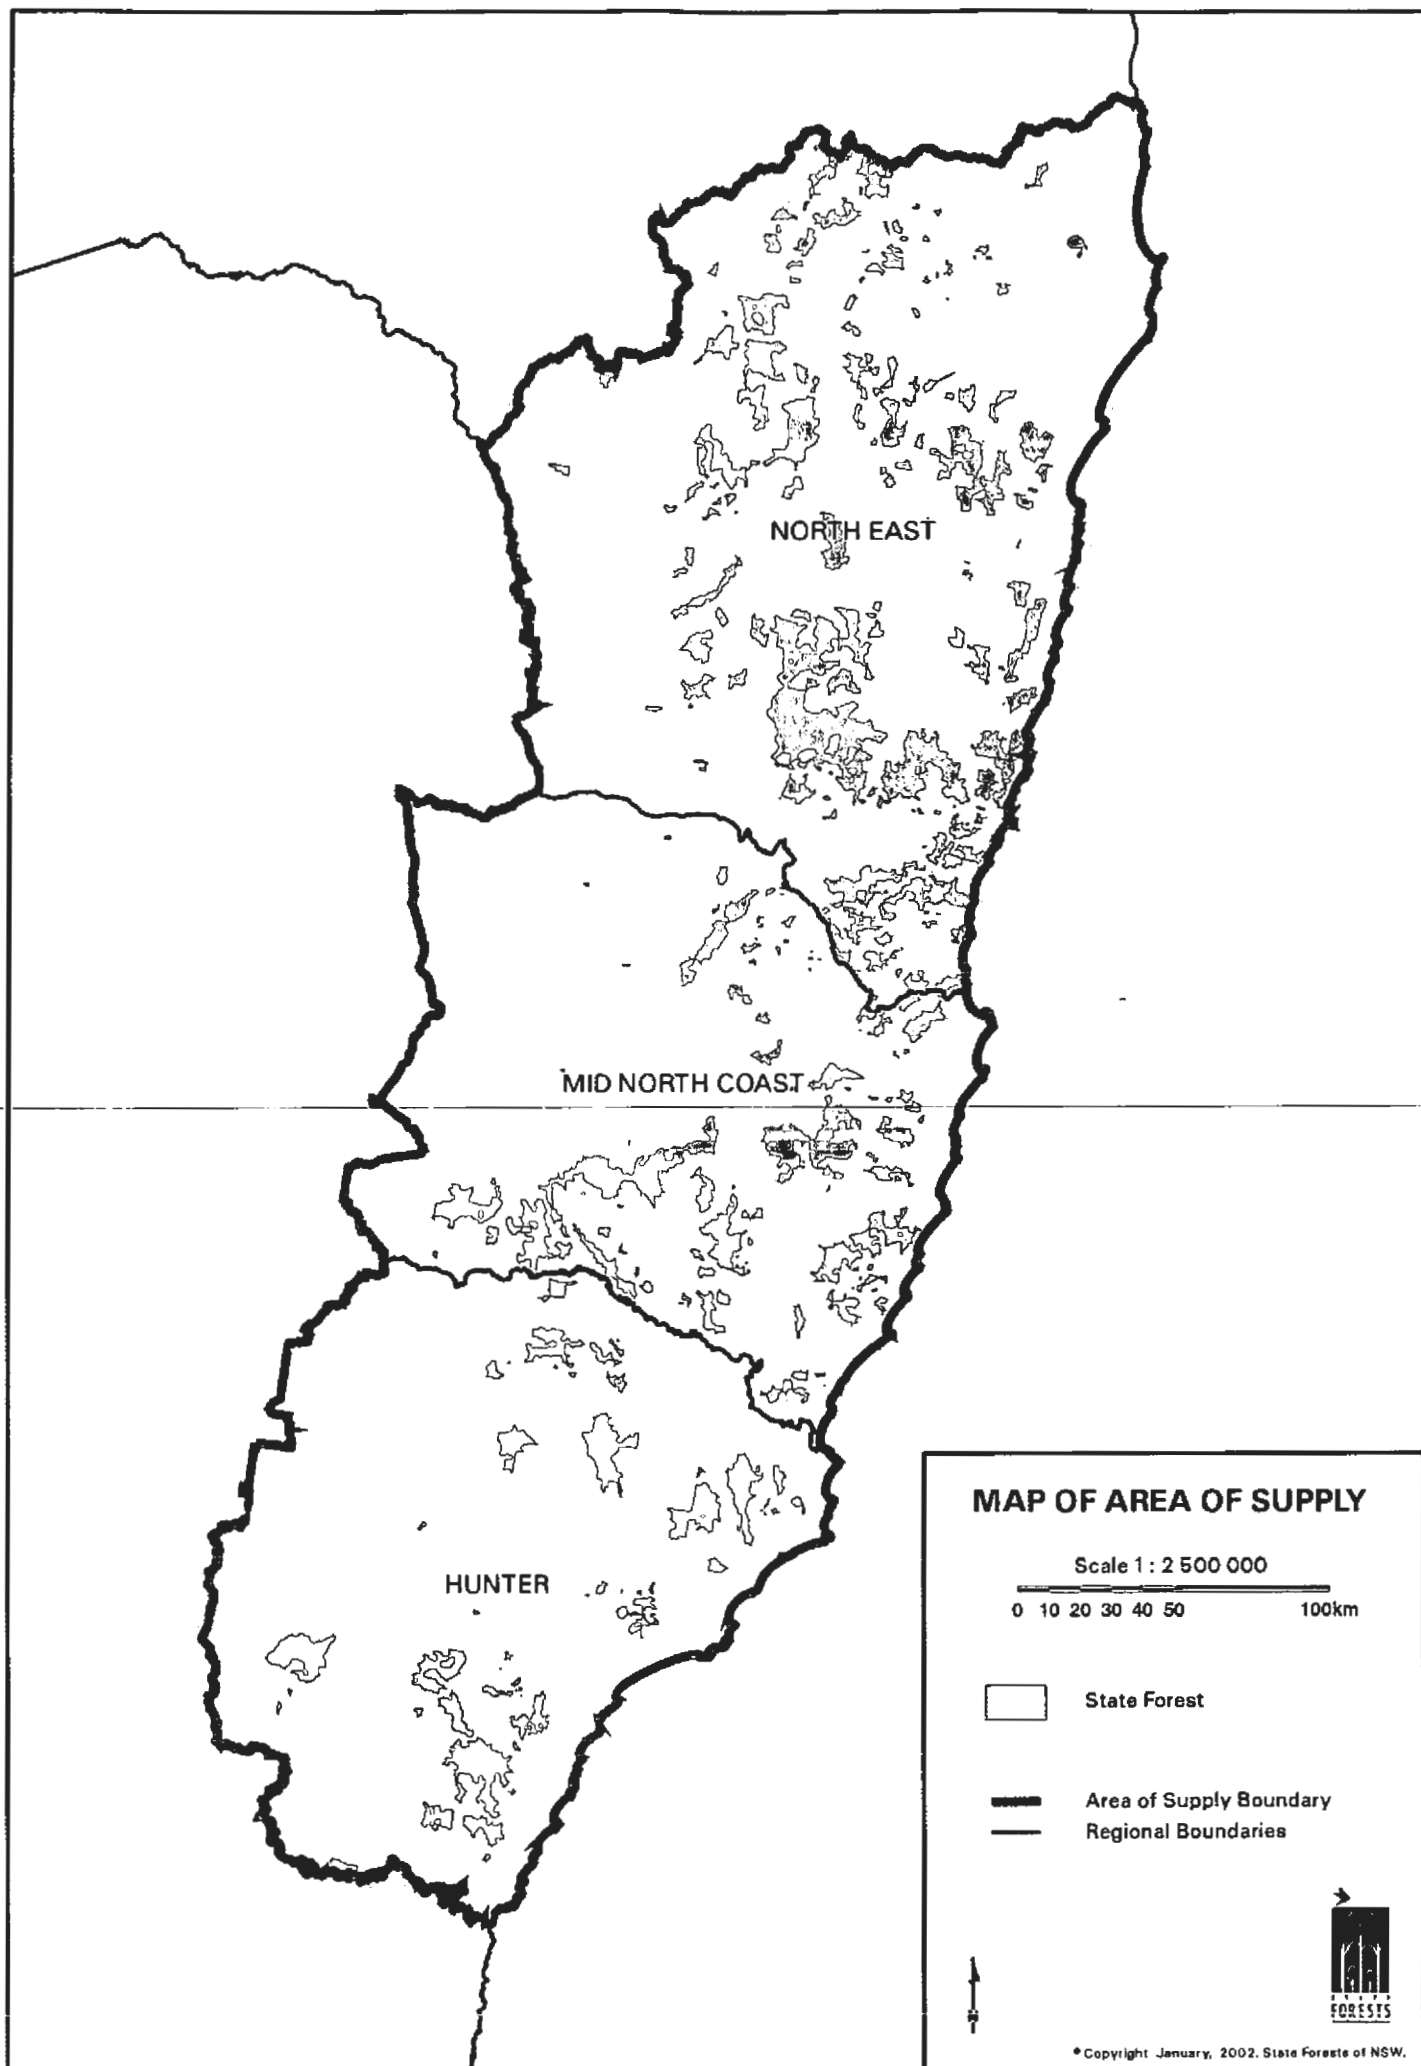 NORTH EAST
MID NORTH COAST
HUNTER
MAP OF AREA OF SUPPLY
Scale 1 : 2 500 000
0 10 20 30 40 50 100km
State Forest
Area of Supply Boundary
Regional Boundaries
N
STATE
FORESTS
Copyright January, 2002. State Forests of NSW.